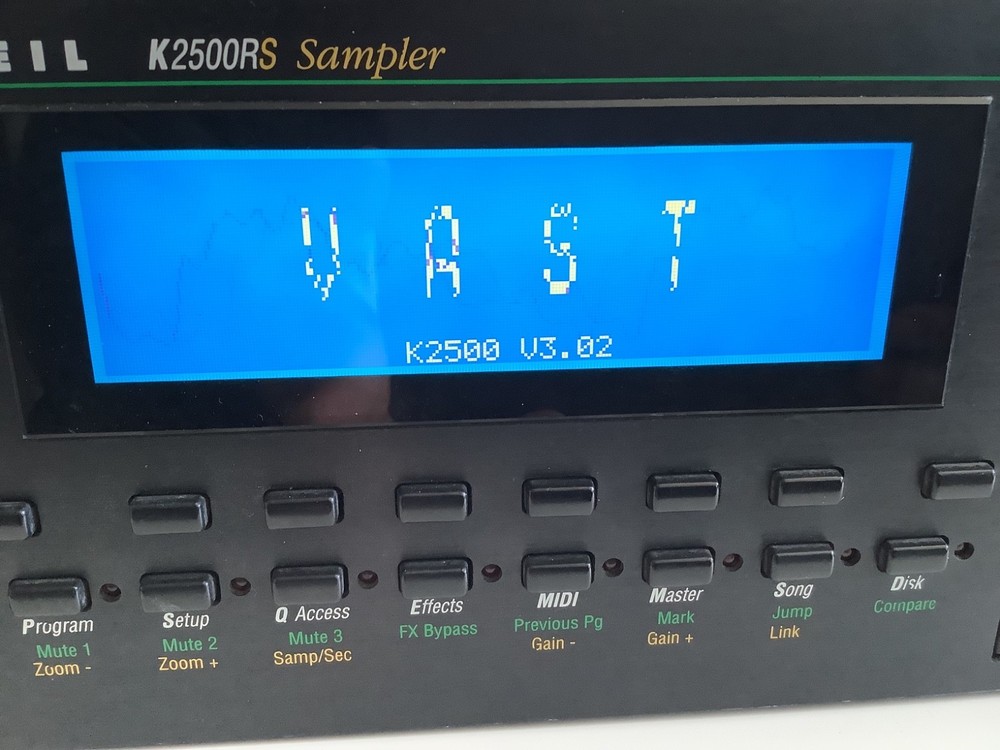 EIL K2500RS Sampler
VAST
K2500 V3.02
Program Setup Q Access Effects MIDI Master Song Disk
Mute 1 Mute 2 Mute 3 FX Bypass Previous Pg Mark Jump Compare
Zoom - Zoom + Samp/Sec Gain - Gain + Link